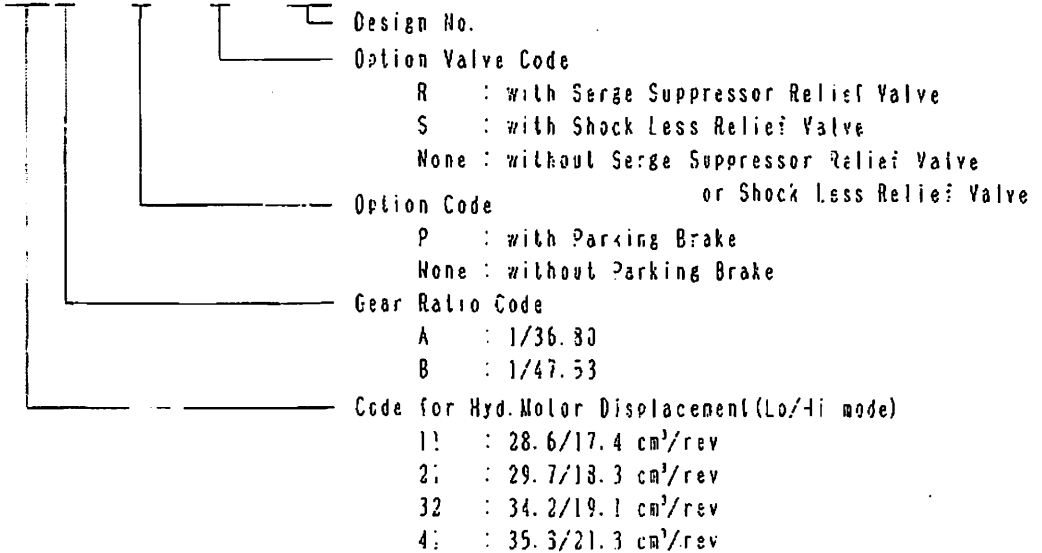 Design No.
Option Valve Code
R : with Serge Suppressor Relief Valve
S : with Shock Less Relief Valve
None : without Serge Suppressor Relief Valve
or Shock Less Relief Valve
Option Code
P : with Parking Brake
None : without Parking Brake
Gear Ratio Code
A : 1/36.80
B : 1/47.53
Code for Hyd.Motor Displacement(Lo/Hi mode)
: 28.6/17.4 cm³/rev
: 29.7/18.3 cm³/rev
32 : 34.2/19.1 cm³/rev
: 35.3/21.3 cm³/rev